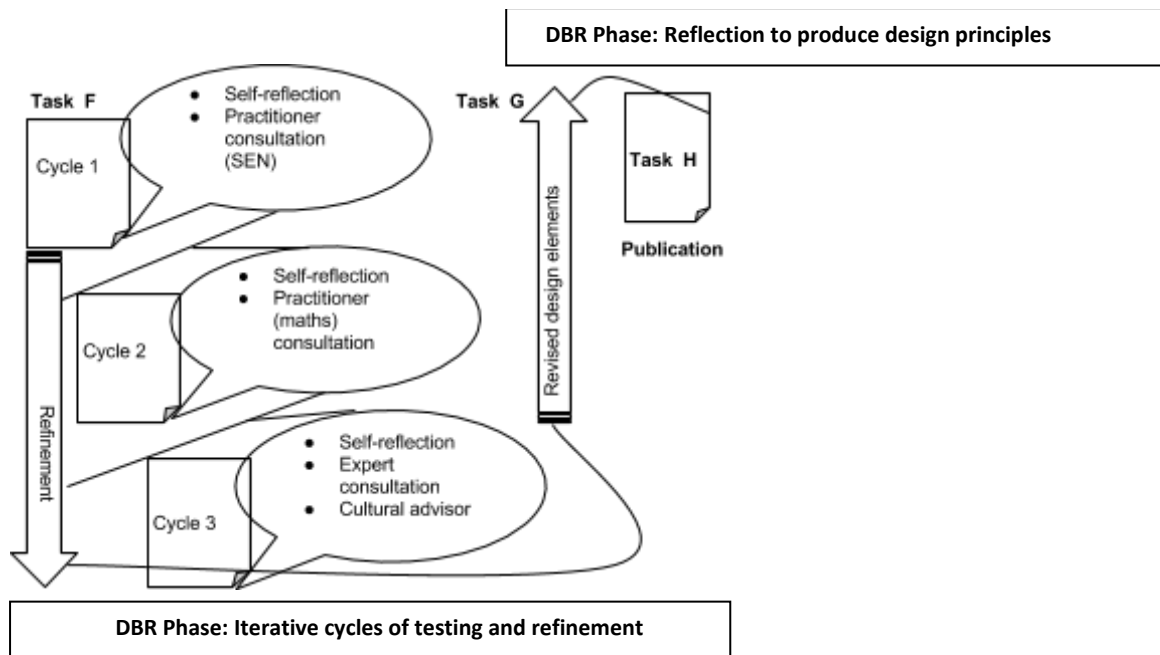 DBR Phase: Reflection to produce design principles
Task F
Cycle 1
● Self-reflection
● Practitioner
consultation
(SEN)
Refinement
Cycle 2
● Self-reflection
● Practitioner
(maths)
consultation
Cycle 3
● Self-reflection
● Expert
consultation
● Cultural advisor
Task G
Revised design elements
Task H
Publication
DBR Phase: Iterative cycles of testing and refinement